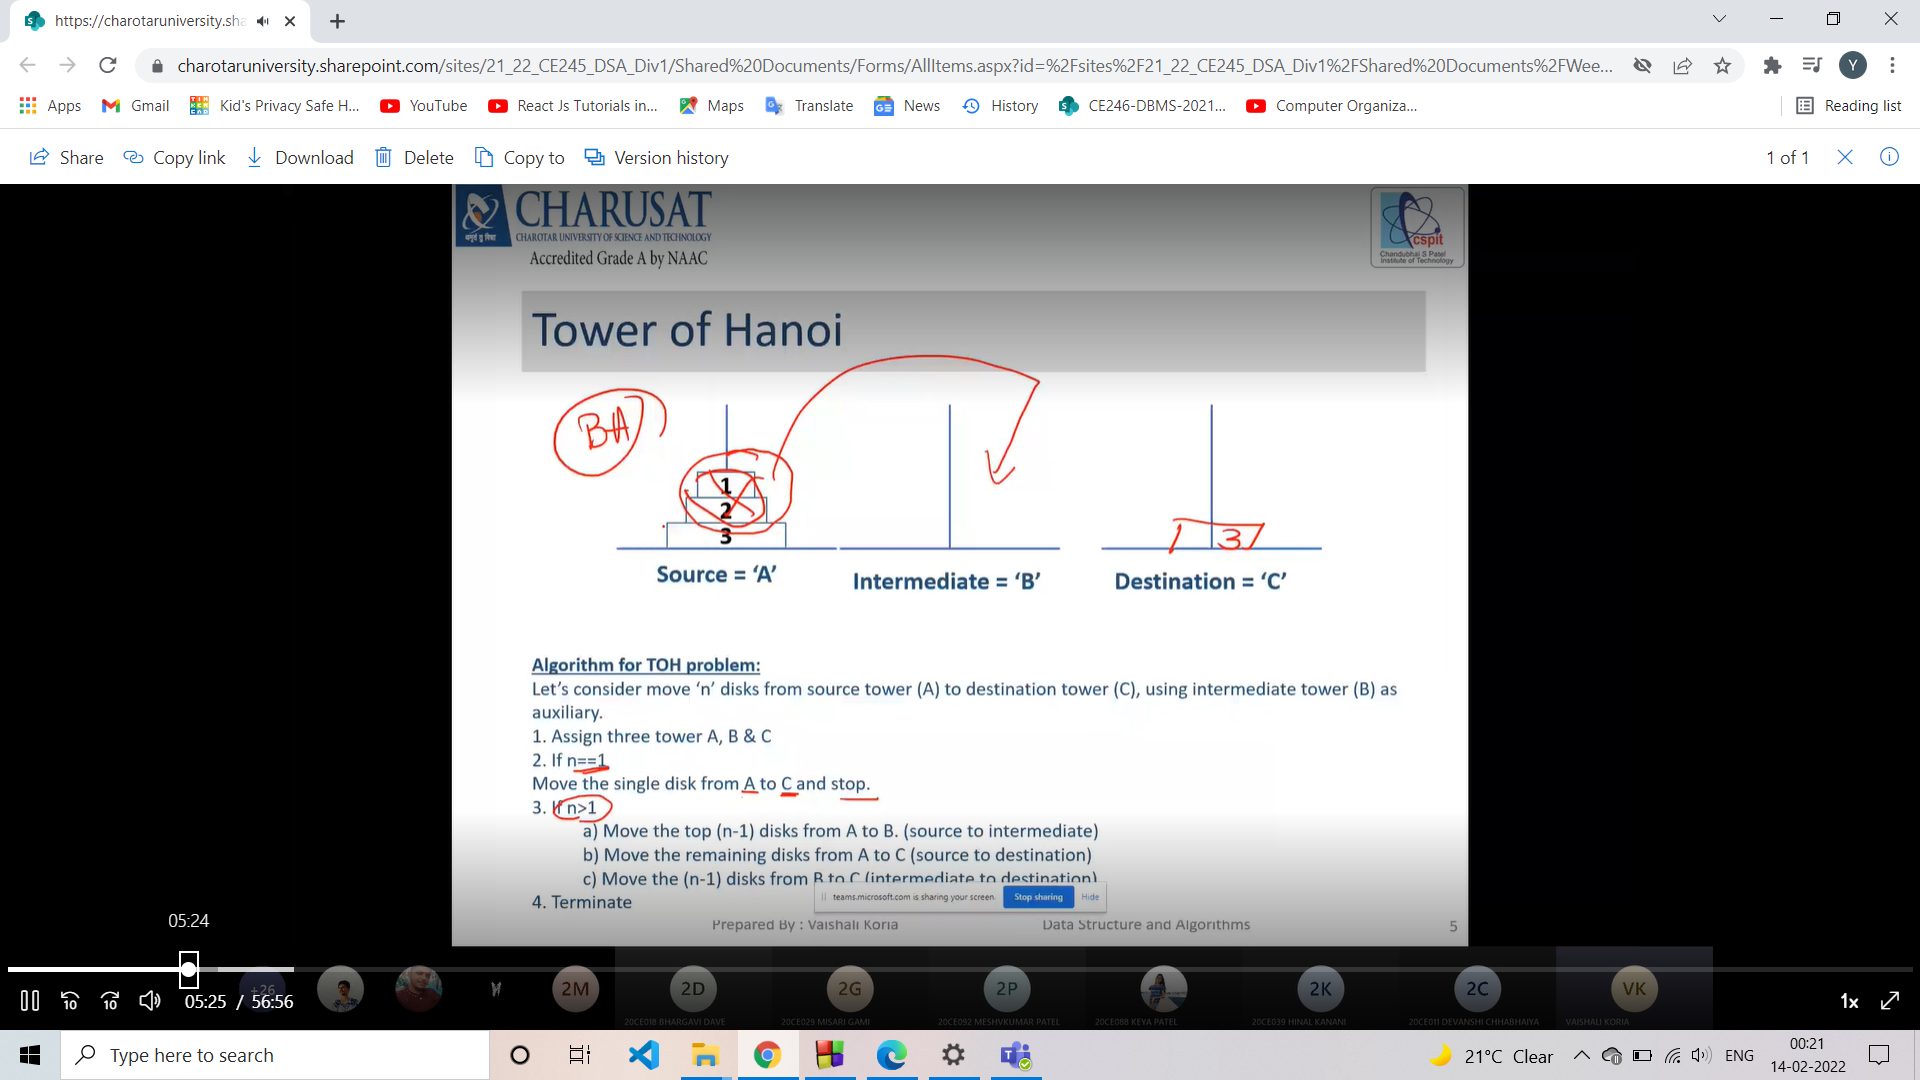 https://charotaruniversity.sha
charotaruniversity.sharepoint.com/sites/21_22_CE245_DSA_Div1/Shared%20Documents/Forms/AllItems.aspx?id=%2Fsites%2F21_22_CE245_DSA_Div1%2FShared%20Documents%2FWee...
Y
Apps Gmail Kid's Privacy Safe H... YouTube React Js Tutorials in... Maps Translate News History CE246-DBMS-2021... Computer Organiza... Reading list
Share Copy link Download Delete Copy to Version history 1 of 1
CHARUSAT
CHAROTAR UNIVERSITY OF SCIENCE AND TECHNOLOGY
Accredited Grade A by NAAC
cspit
Chandubhai S Patel
Institute of Technology
Tower of Hanoi
1
2
3
3
Source = ‘A’ Intermediate = ‘B’ Destination = ‘C’
Algorithm for TOH problem:
Let’s consider move ‘n’ disks from source tower (A) to destination tower (C), using intermediate tower (B) as
auxiliary.
1. Assign three tower A, B & C
2. If n==1
Move the single disk from A to C and stop.
3. If n>1
a) Move the top (n-1) disks from A to B. (source to intermediate)
b) Move the remaining disks from A to C (source to destination)
c) Move the (n-1) disks from B to C (intermediate to destination)
4. Terminate
teams.microsoft.com is sharing your screen. Stop sharing Hide
Prepared By : Vaishali Koria Data Structure and Algorithms 5
05:24
+26 2M 2D 2G 2P 2K 2C VK
10 10 05:25 / 56:56 1x
20CE018 BHARGAVI DAVE 20CE029 MISARI GAMI 20CE092 MESHVKUMAR PATEL 20CE088 KEYA PATEL 20CE039 HINAL KANANI 20CE011 DEVANSHI CHHABHAIYA VAISHALI KORIA
Type here to search 21°C Clear ENG 00:21
14-02-2022